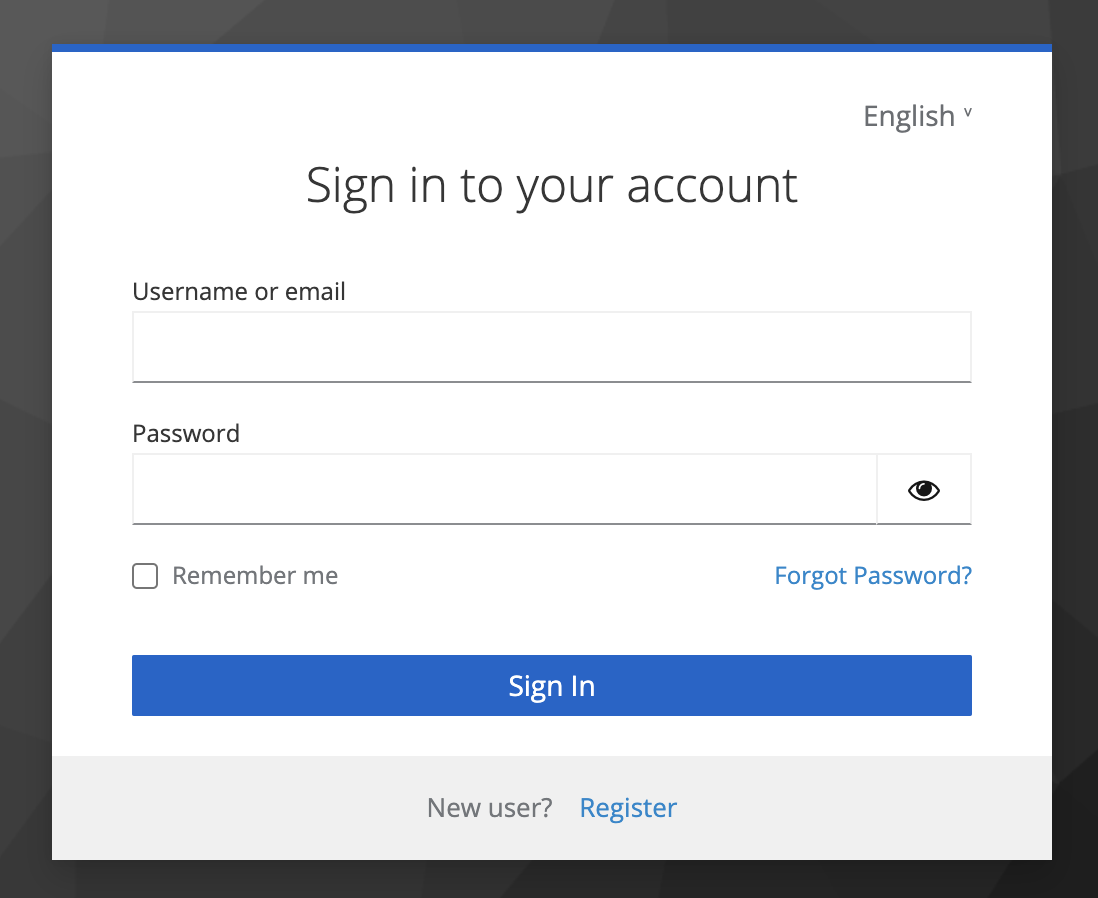 English v
Sign in to your account
Username or email
Password
Remember me
Forgot Password?
Sign In
New user? Register